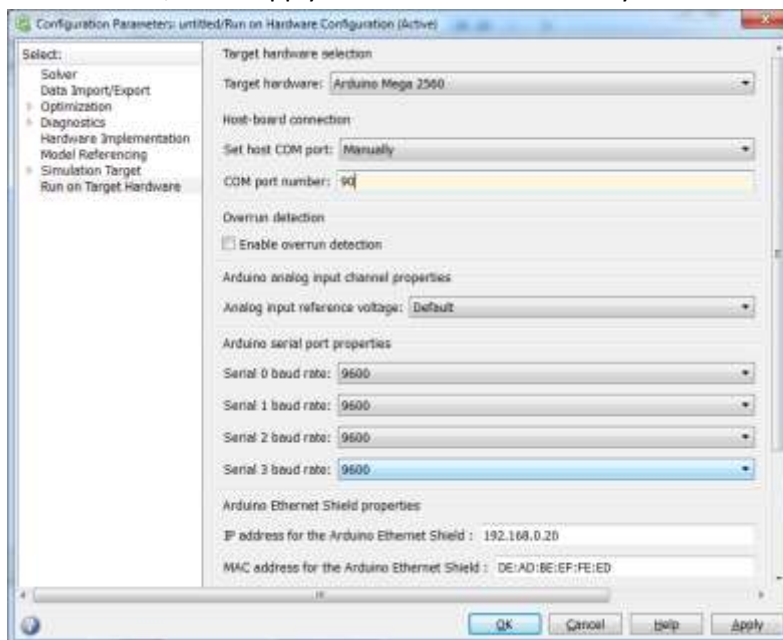 Configuration Parameters: untitled/Run on Hardware Configuration (Active)
Select:
Solver
Data Import/Export
Optimization
Diagnostics
Hardware Implementation
Model Referencing
Simulation Target
Run on Target Hardware
Target hardware selection
Target hardware: Arduino Mega 2560
Host-board connection
Set host COM port: Manually
COM port number: 90
Overrun detection
Enable overrun detection
Arduino analog input channel properties
Analog input reference voltage: Default
Arduino serial port properties
Serial 0 baud rate: 9600
Serial 1 baud rate: 9600
Serial 2 baud rate: 9600
Serial 3 baud rate: 9600
Arduino Ethernet Shield properties
IP address for the Arduino Ethernet Shield : 192.168.0.20
MAC address for the Arduino Ethernet Shield : DE:AD:BE:EF:FE:ED
OK Cancel Help Apply